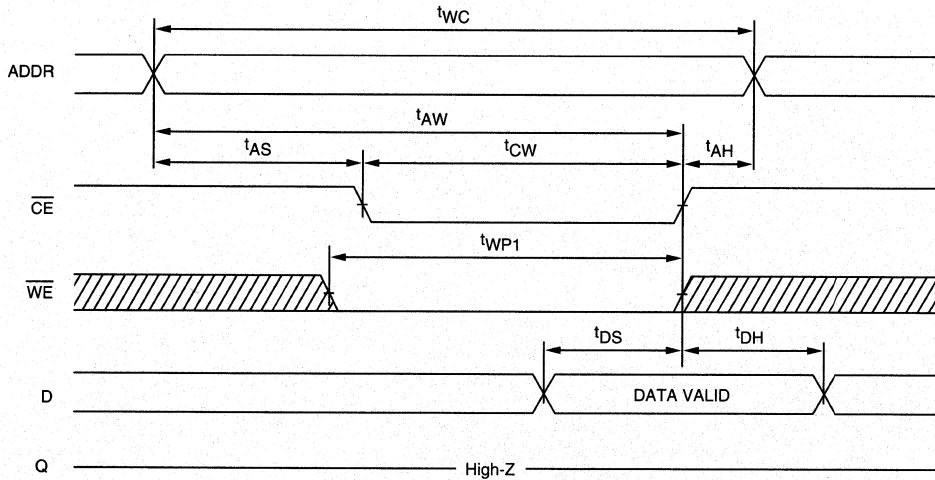 tWC
ADDR
tAW
tAS tCW tAH
CE
tWP1
WE
tDS tDH
D DATA VALID
Q High-Z